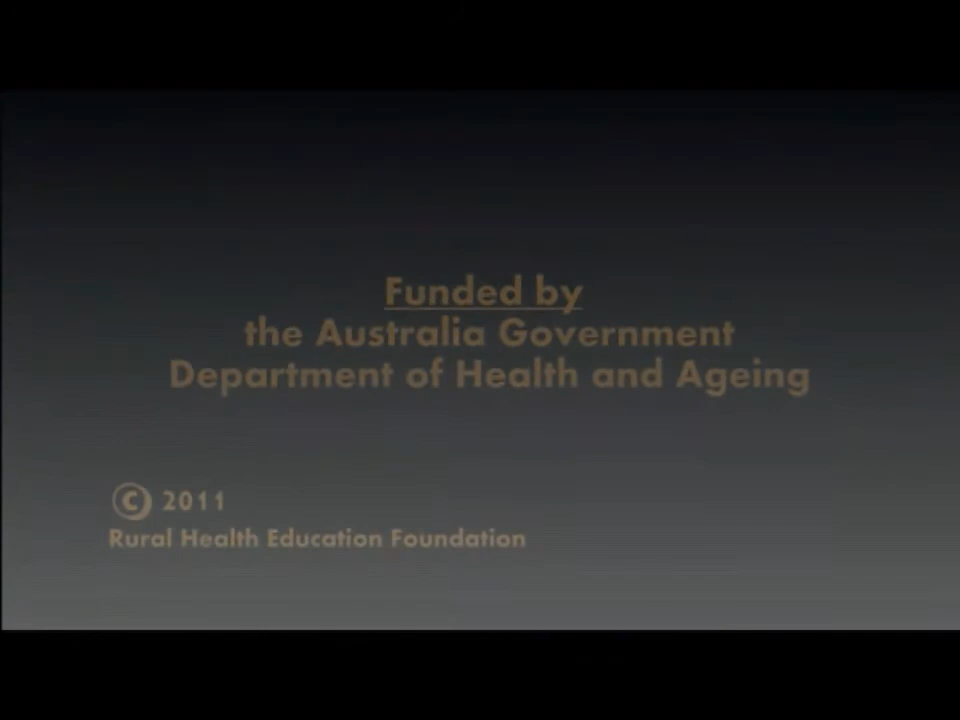 Funded by
the Australia Government
Department of Health and Ageing
© 2011
Rural Health Education Foundation